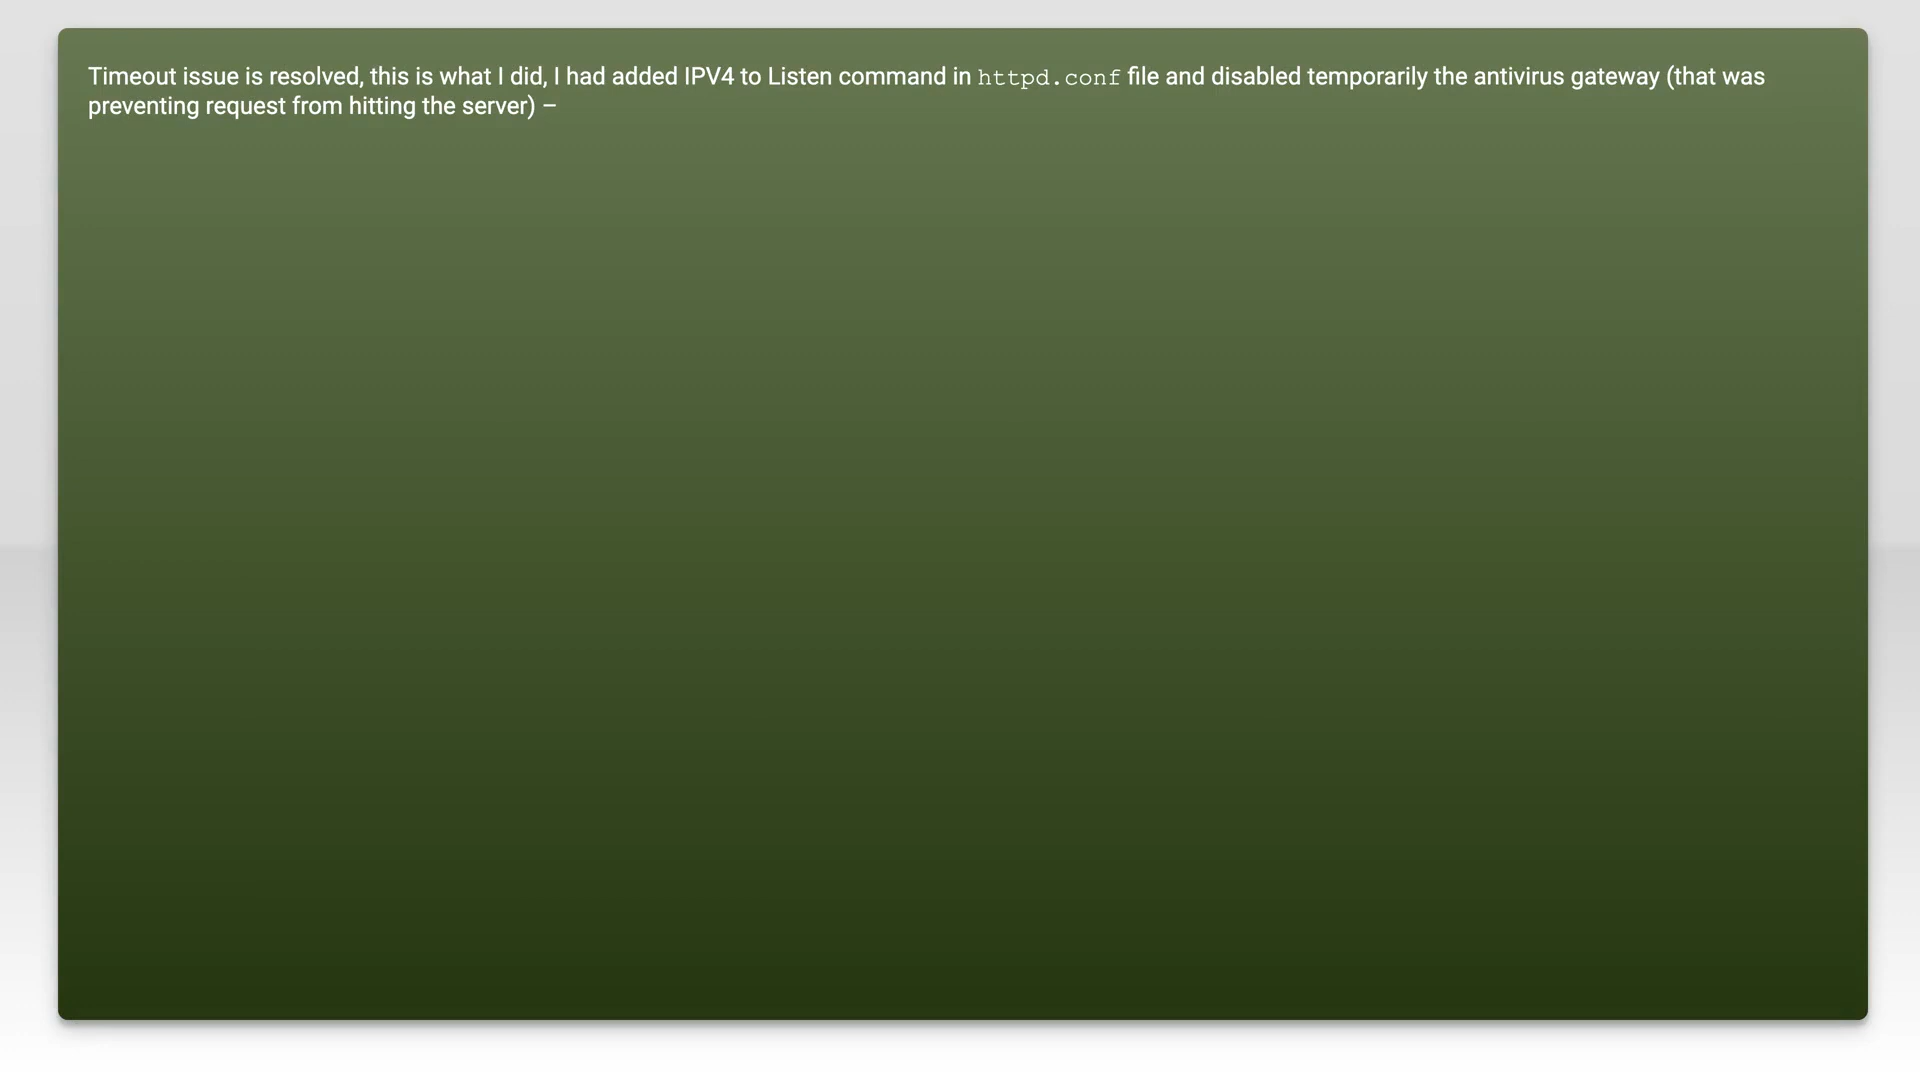 Timeout issue is resolved, this is what I did, I had added IPV4 to Listen command in httpd.conf file and disabled temporarily the antivirus gateway (that was
preventing request from hitting the server) –